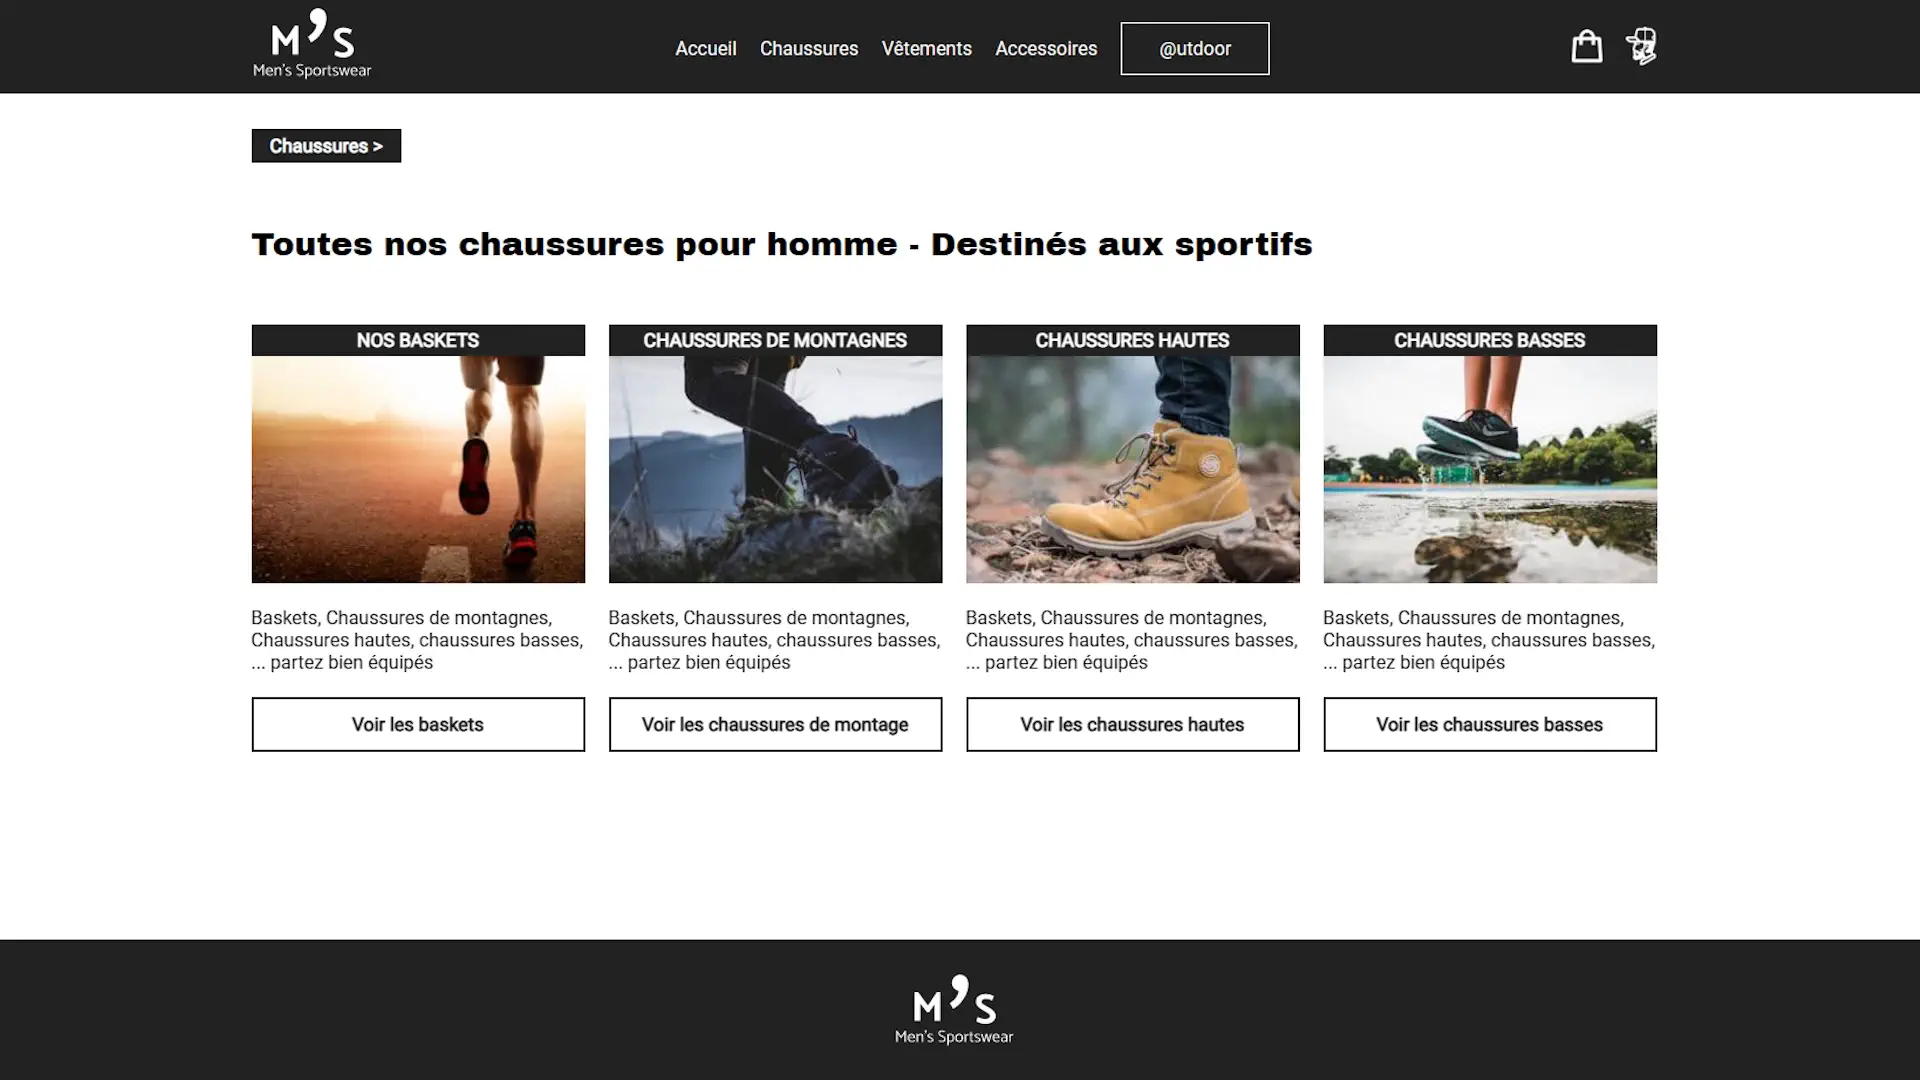 M's
Men's Sportswear
Accueil
Chaussures
Vêtements
Accessoires
@utdoor
Chaussures >
Toutes nos chaussures pour homme - Destinés aux sportifs
NOS BASKETS
Baskets, Chaussures de montagnes,
Chaussures hautes, chaussures basses,
... partez bien équipés
Voir les baskets
CHAUSSURES DE MONTAGNES
Baskets, Chaussures de montagnes,
Chaussures hautes, chaussures basses,
... partez bien équipés
Voir les chaussures de montage
CHAUSSURES HAUTES
Baskets, Chaussures de montagnes,
Chaussures hautes, chaussures basses,
... partez bien équipés
Voir les chaussures hautes
CHAUSSURES BASSES
Baskets, Chaussures de montagnes,
Chaussures hautes, chaussures basses,
... partez bien équipés
Voir les chaussures basses
M's
Men's Sportswear